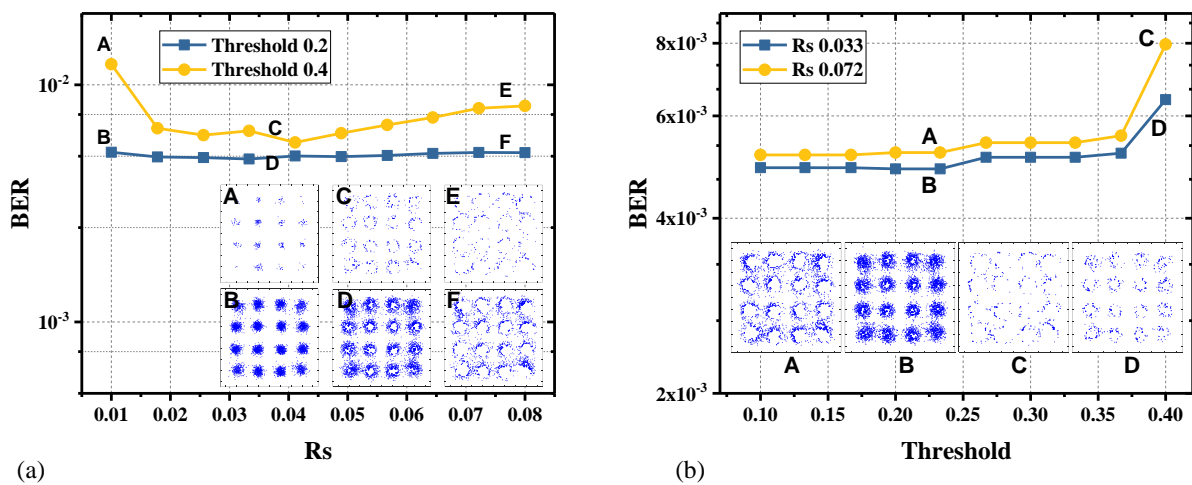 A
Threshold 0.2
Threshold 0.4
10⁻²
E
B
C
D
F
BER
A C E
B D F
10⁻³
0.01 0.02 0.03 0.04 0.05 0.06 0.07 0.08
Rs
(a)
8x10⁻³
Rs 0.033
Rs 0.072
C
6x10⁻³
D
A
B
BER
4x10⁻³
A B C D
2x10⁻³
0.10 0.15 0.20 0.25 0.30 0.35 0.40
Threshold
(b)